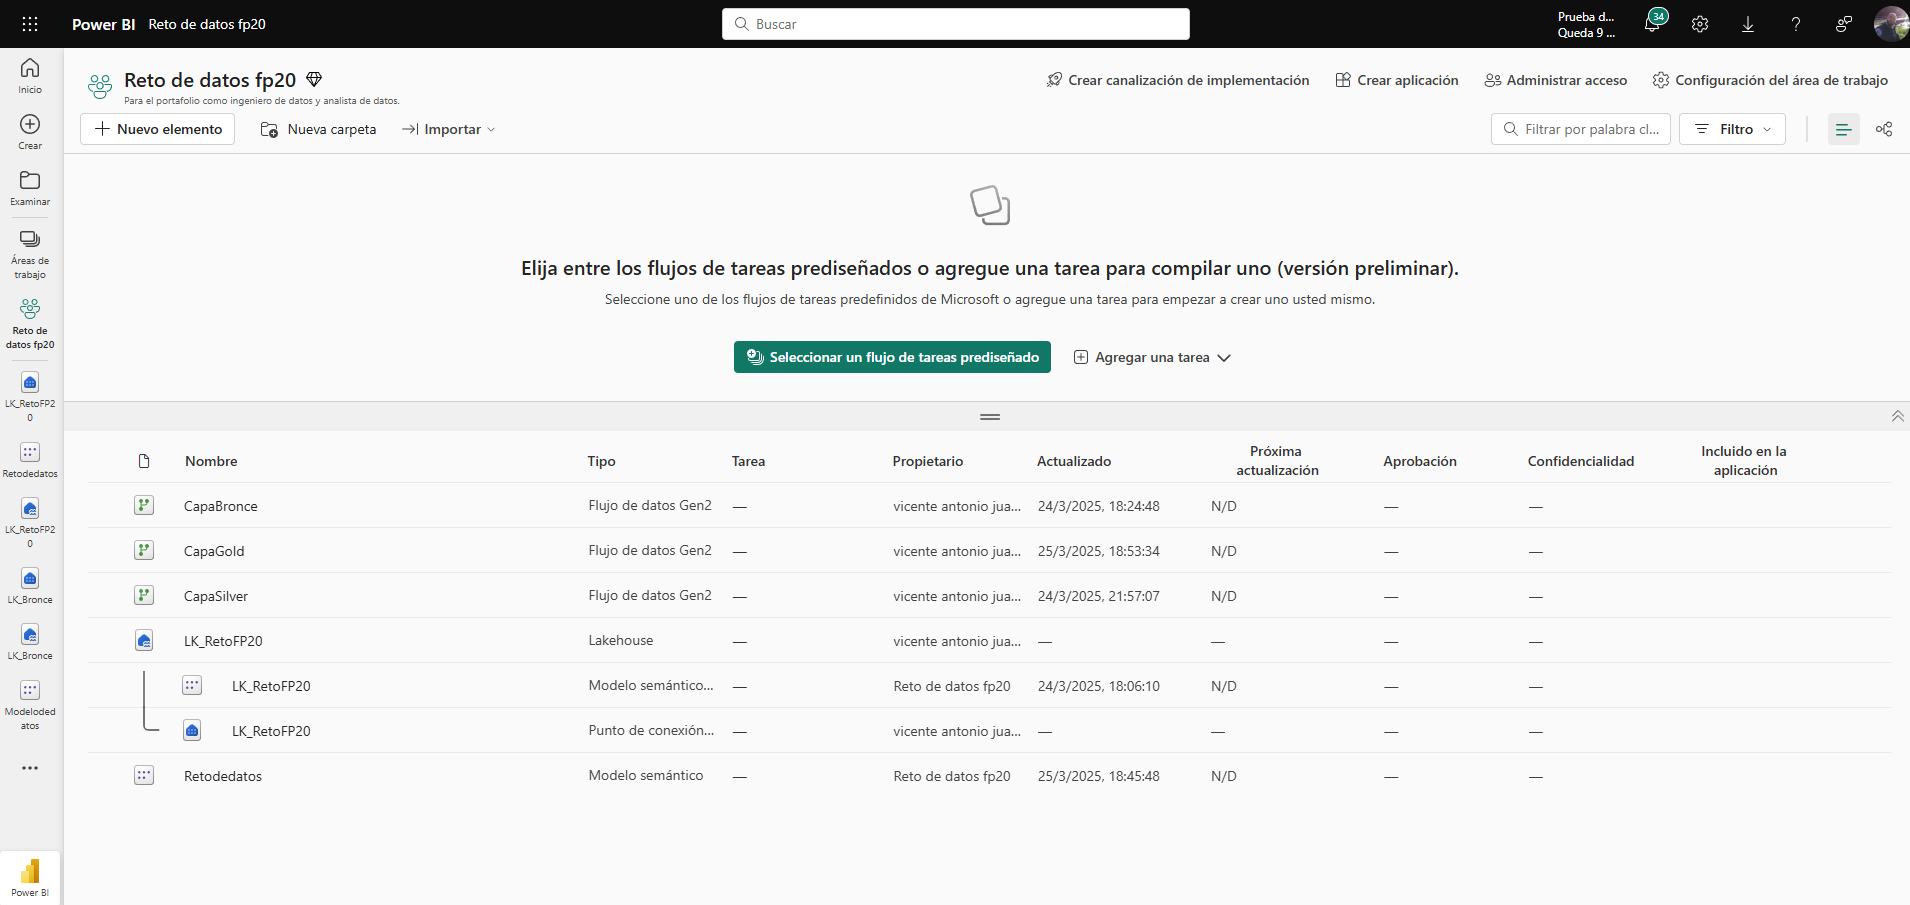 Power BI Reto de datos fp20
Buscar
Prueba d...
Queda 9 ...
34
Inicio
Crear
Examinar
Áreas de
trabajo
Reto de
datos fp20
LK_RetoFP2
0
Retodedatos
LK_RetoFP2
0
LK_Bronce
LK_Bronce
Modeloded
atos
Power BI
Reto de datos fp20
Para el portafolio como ingeniero de datos y analista de datos.
Crear canalización de implementación
Crear aplicación
Administrar acceso
Configuración del área de trabajo
Nuevo elemento
Nueva carpeta
Importar
Filtrar por palabra cl...
Filtro
Elija entre los flujos de tareas prediseñados o agregue una tarea para compilar uno (versión preliminar).
Seleccione uno de los flujos de tareas predefinidos de Microsoft o agregue una tarea para empezar a crear uno usted mismo.
Seleccionar un flujo de tareas prediseñado
Agregar una tarea
Nombre Tipo Tarea Propietario Actualizado Próxima actualización Aprobación Confidencialidad Incluido en la aplicación
CapaBronce Flujo de datos Gen2 — vicente antonio jua... 24/3/2025, 18:24:48 N/D — —
CapaGold Flujo de datos Gen2 — vicente antonio jua... 25/3/2025, 18:53:34 N/D — —
CapaSilver Flujo de datos Gen2 — vicente antonio jua... 24/3/2025, 21:57:07 N/D — —
LK_RetoFP20 Lakehouse — vicente antonio jua... — — — —
LK_RetoFP20 Modelo semántico... — Reto de datos fp20 24/3/2025, 18:06:10 N/D — —
LK_RetoFP20 Punto de conexión... — vicente antonio jua... — — — —
Retodedatos Modelo semántico — Reto de datos fp20 25/3/2025, 18:45:48 N/D — —